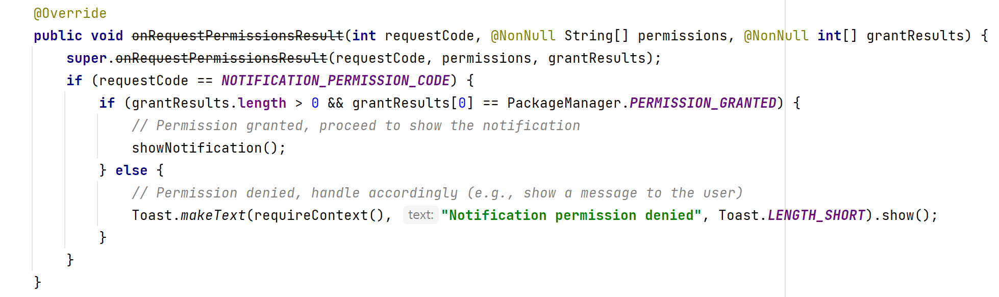 @Override
public void onRequestPermissionsResult(int requestCode, @NonNull String[] permissions, @NonNull int[] grantResults) {
super.onRequestPermissionsResult(requestCode, permissions, grantResults);
if (requestCode == NOTIFICATION_PERMISSION_CODE) {
if (grantResults.length > 0 && grantResults[0] == PackageManager.PERMISSION_GRANTED) {
// Permission granted, proceed to show the notification
showNotification();
} else {
// Permission denied, handle accordingly (e.g., show a message to the user)
Toast.makeText(requireContext(), text: "Notification permission denied", Toast.LENGTH_SHORT).show();
}
}
}